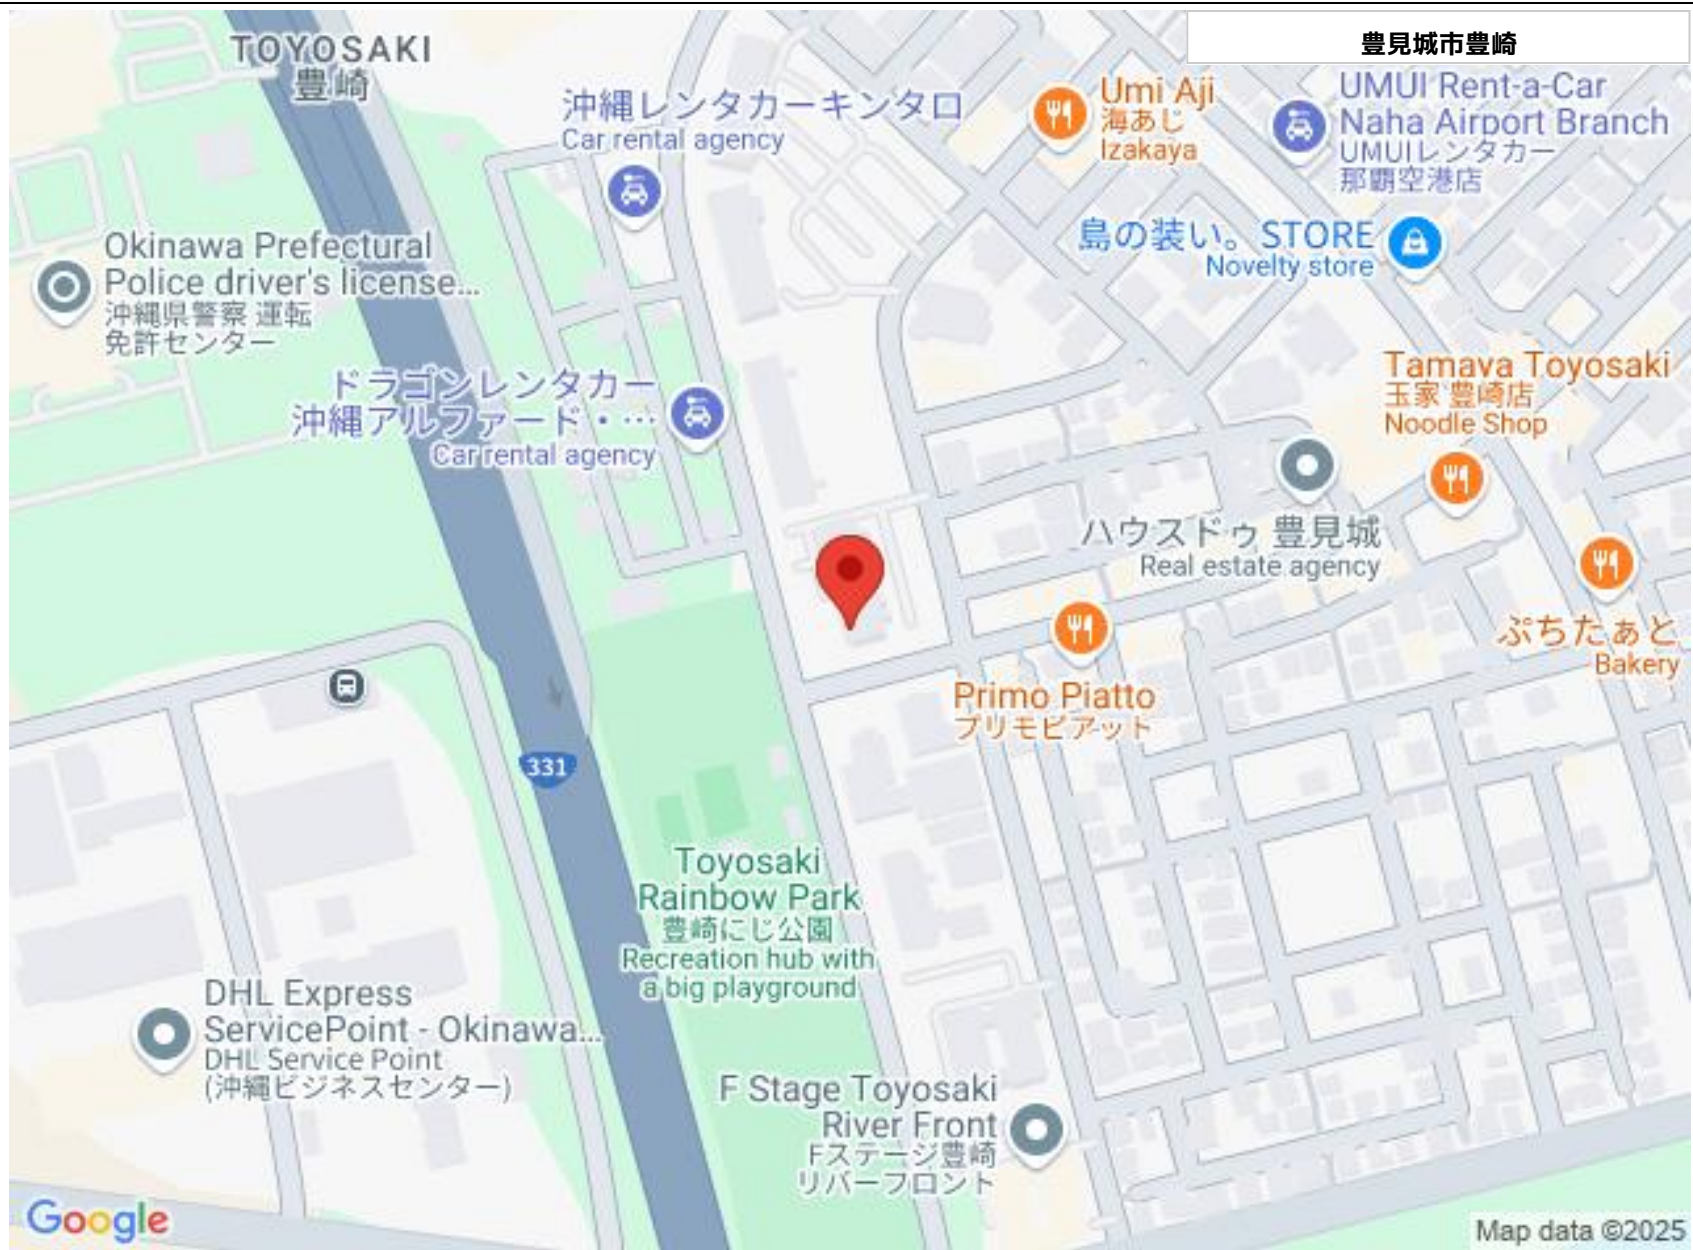 豊見城市豊崎
TOYOSAKI
豊崎
沖縄レンタカーキンタロ
Car rental agency
Umi Aji
海あじ
Izakaya
UMUI Rent-a-Car
Naha Airport Branch
UMUIレンタカー
那覇空港店
Okinawa Prefectural
Police driver's license...
沖縄県警察 運転
免許センター
島の装い。STORE
Novelty store
ドラゴンレンタカー
沖縄アルファード・…
Car rental agency
Tamava Toyosaki
玉家 豊崎店
Noodle Shop
ハウスドゥ 豊見城
Real estate agency
ぷちたぁと
Bakery
Primo Piatto
プリモピアット
331
Toyosaki
Rainbow Park
豊崎にじ公園
Recreation hub with
a big playground
DHL Express
ServicePoint - Okinawa...
DHL Service Point
(沖縄ビジネスセンター)
F Stage Toyosaki
River Front
Fステージ豊崎
リバーフロント
Google
Map data ©2025